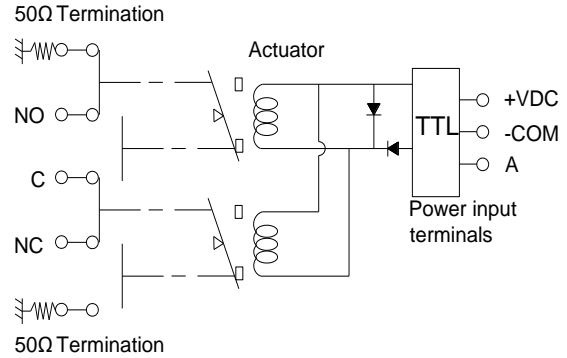 50Ω Termination
Actuator
NO
TTL
+VDC
-COM
A
C
NC
Power input
terminals
50Ω Termination